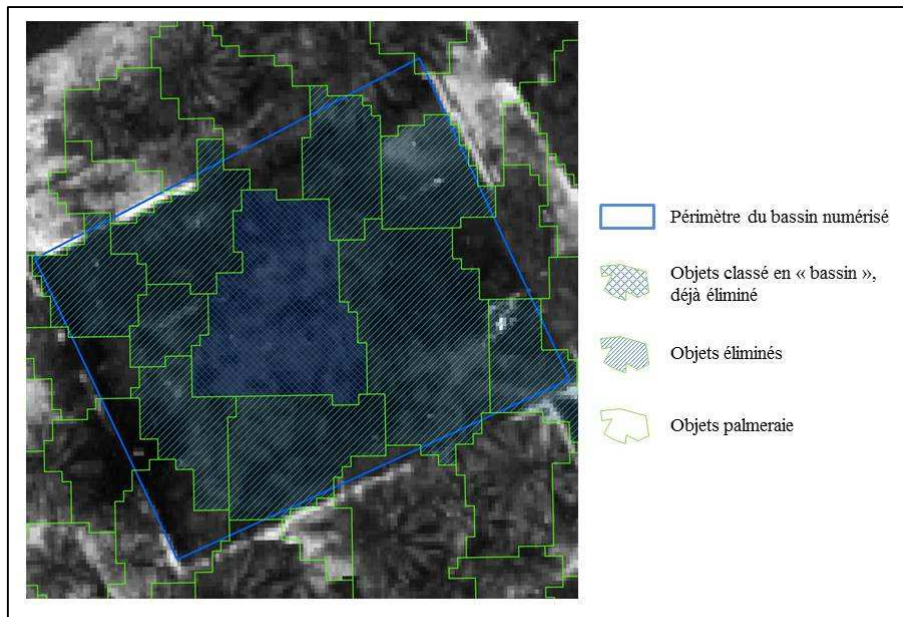 Périmètre du bassin numérisé
Objets classé en « bassin »,
déjà éliminé
Objets éliminés
Objets palmeraie